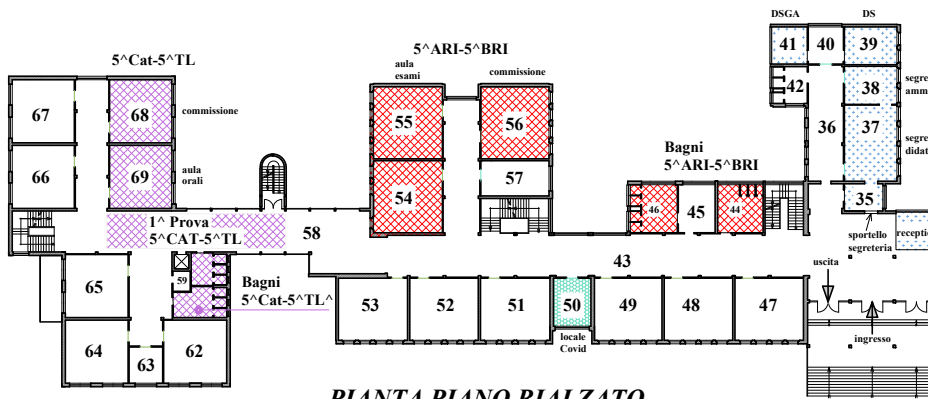 DSGA
DS
41
40
39
5^ARI-5^BRI
5^Cat-5^TL
aula
esami
commissione
segre
amm
42
38
67
68
commissione
55
56
36
37
segre
didat
Bagni
5^ARI-5^BRI
66
69
aula
orali
54
57
46
45
44
35
1^ Prova
5^CAT-5^TL
58
sportello
segreteria
receptio
43
uscita
59
65
Bagni
5^Cat-5^TL^
53
52
51
50
49
48
47
64
63
62
locale
Covid
ingresso
PIANTA PIANO RIALZATO